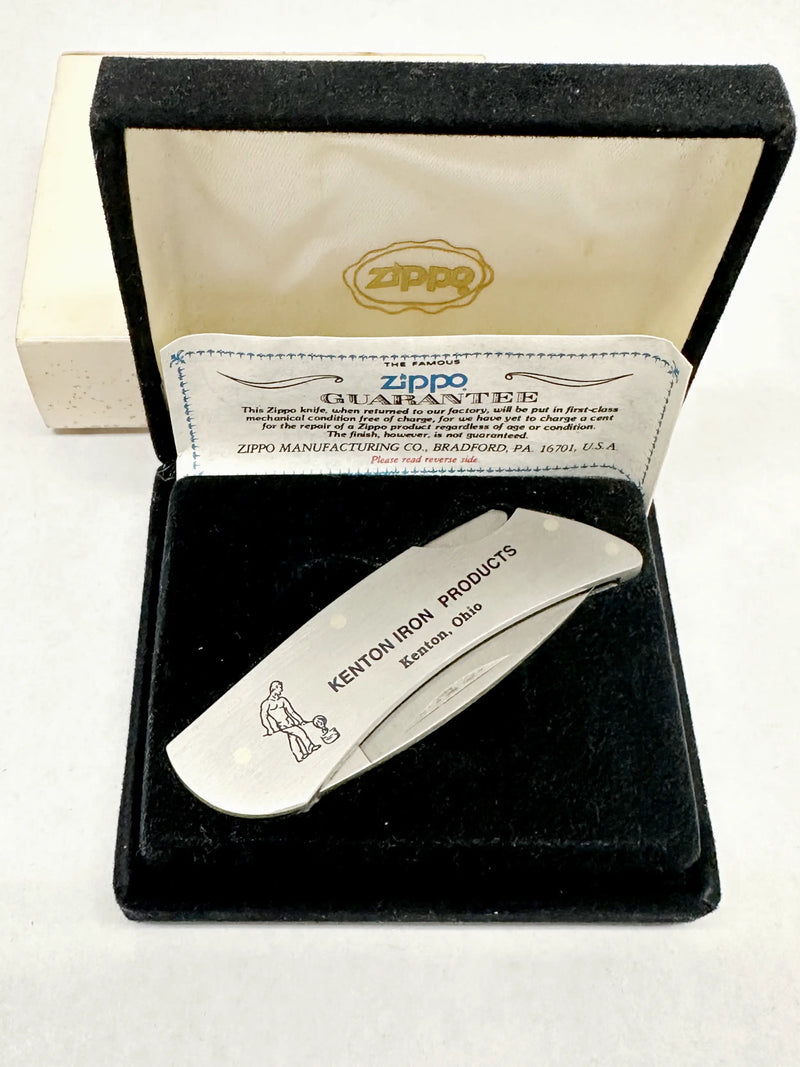 Zippo
THE FAMOUS
Zippo
GUARANTEE
This Zippo knife, when returned to our factory, will be put in first-class
mechanical condition free of charge, for we have yet to charge a cent
for the repair of a Zippo product regardless of age or condition.
The finish, however, is not guaranteed.
ZIPPO MANUFACTURING CO., BRADFORD, PA. 16701, U.S.A.
Please read reverse side.
KENTON IRON PRODUCTS
Kenton, Ohio